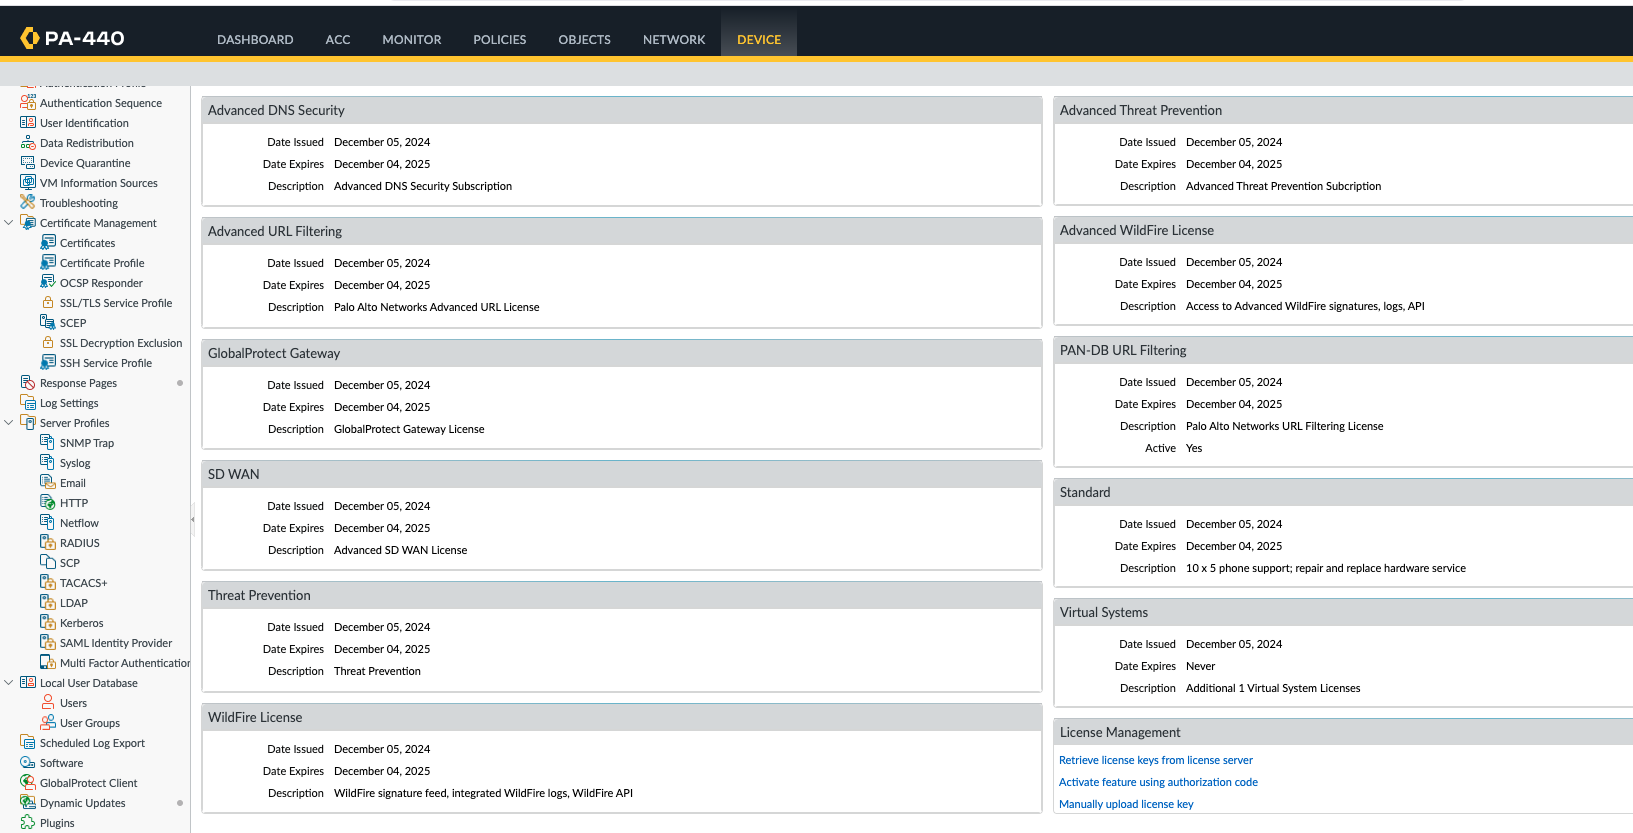 PA-440
DASHBOARD
ACC
MONITOR
POLICIES
OBJECTS
NETWORK
DEVICE
Authentication Sequence
User Identification
Data Redistribution
Device Quarantine
VM Information Sources
Troubleshooting
Certificate Management
Certificates
Certificate Profile
OCSP Responder
SSL/TLS Service Profile
SCEP
SSL Decryption Exclusion
SSH Service Profile
Response Pages
Log Settings
Server Profiles
SNMP Trap
Syslog
Email
HTTP
Netflow
RADIUS
SCP
TACACS+
LDAP
Kerberos
SAML Identity Provider
Multi Factor Authentication
Local User Database
Users
User Groups
Scheduled Log Export
Software
GlobalProtect Client
Dynamic Updates
Plugins
Advanced DNS Security
Date Issued December 05, 2024
Date Expires December 04, 2025
Description Advanced DNS Security Subscription
Advanced URL Filtering
Date Issued December 05, 2024
Date Expires December 04, 2025
Description Palo Alto Networks Advanced URL License
GlobalProtect Gateway
Date Issued December 05, 2024
Date Expires December 04, 2025
Description GlobalProtect Gateway License
SD WAN
Date Issued December 05, 2024
Date Expires December 04, 2025
Description Advanced SD WAN License
Threat Prevention
Date Issued December 05, 2024
Date Expires December 04, 2025
Description Threat Prevention
WildFire License
Date Issued December 05, 2024
Date Expires December 04, 2025
Description WildFire signature feed, integrated WildFire logs, WildFire API
Advanced Threat Prevention
Date Issued December 05, 2024
Date Expires December 04, 2025
Description Advanced Threat Prevention Subcription
Advanced WildFire License
Date Issued December 05, 2024
Date Expires December 04, 2025
Description Access to Advanced WildFire signatures, logs, API
PAN-DB URL Filtering
Date Issued December 05, 2024
Date Expires December 04, 2025
Description Palo Alto Networks URL Filtering License
Active Yes
Standard
Date Issued December 05, 2024
Date Expires December 04, 2025
Description 10 x 5 phone support; repair and replace hardware service
Virtual Systems
Date Issued December 05, 2024
Date Expires Never
Description Additional 1 Virtual System Licenses
License Management
Retrieve license keys from license server
Activate feature using authorization code
Manually upload license key